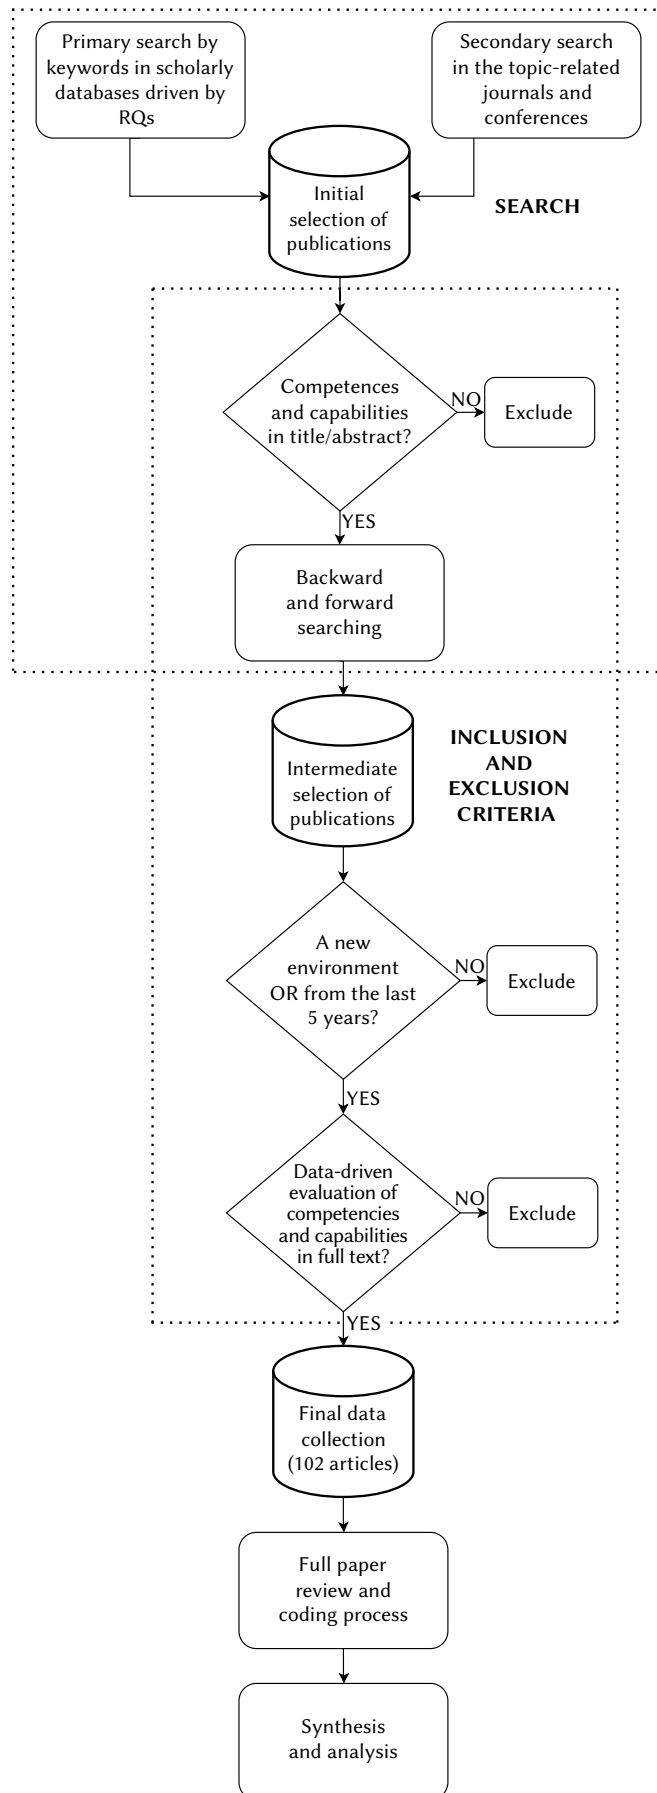 Primary search by
keywords in scholarly
databases driven by
RQs
Secondary search
in the topic-related
journals and
conferences
Initial
selection of
publications
SEARCH
Competences
and capabilities
in title/abstract?
NO
Exclude
YES
Backward
and forward
searching
Intermediate
selection of
publications
INCLUSION
AND
EXCLUSION
CRITERIA
A new
environment
OR from the last
5 years?
NO
Exclude
YES
Data-driven
evaluation of
competencies
and capabilities
in full text?
NO
Exclude
YES
Final data
collection
(102 articles)
Full paper
review and
coding process
Synthesis
and analysis